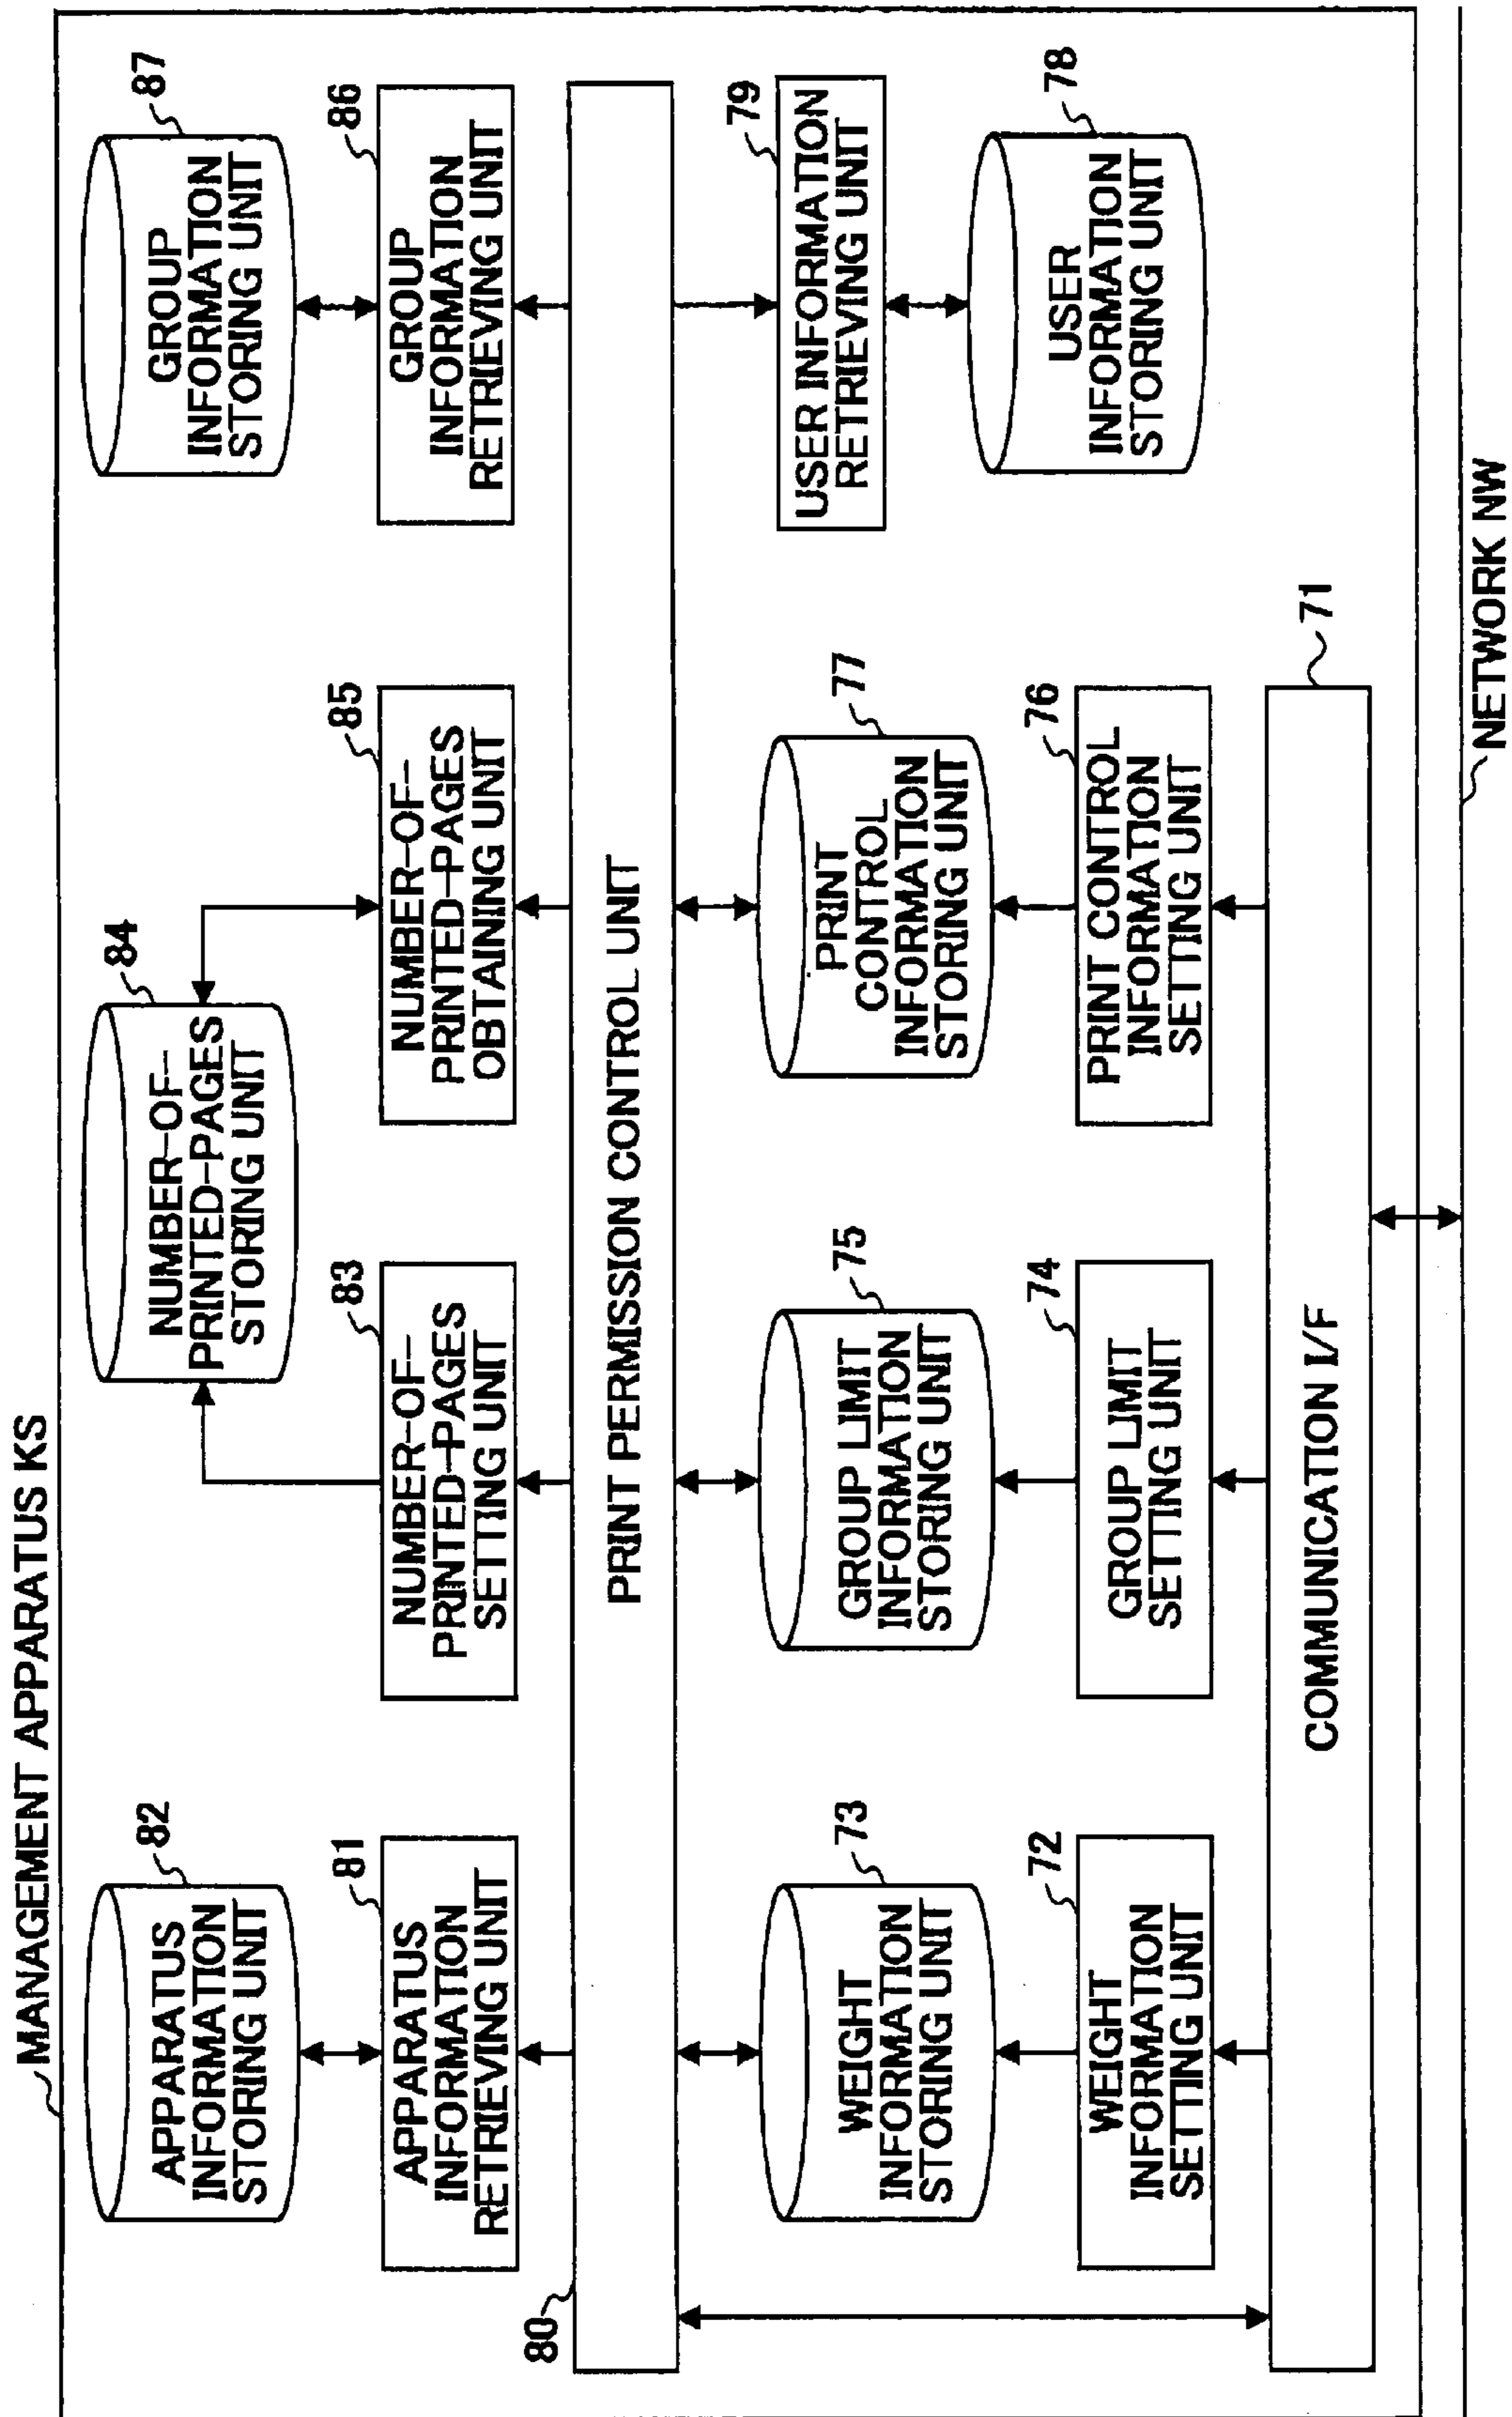 MANAGEMENT APPARATUS KS
82
APPARATUS
INFORMATION
STORING UNIT
81
APPARATUS
INFORMATION
RETRIEVING UNIT
84
NUMBER-OF-
PRINTED-PAGES
STORING UNIT
83
NUMBER-OF-
PRINTED-PAGES
SETTING UNIT
85
NUMBER-OF-
PRINTED-PAGES
OBTAINING UNIT
87
GROUP
INFORMATION
STORING UNIT
86
GROUP
INFORMATION
RETRIEVING UNIT
80
PRINT PERMISSION CONTROL UNIT
73
WEIGHT
INFORMATION
STORING UNIT
72
WEIGHT
INFORMATION
SETTING UNIT
75
GROUP LIMIT
INFORMATION
STORING UNIT
74
GROUP LIMIT
SETTING UNIT
77
PRINT
CONTROL
INFORMATION
STORING UNIT
76
PRINT CONTROL
INFORMATION
SETTING UNIT
79
USER INFORMATION
RETRIEVING UNIT
78
USER
INFORMATION
STORING UNIT
71
COMMUNICATION I/F
NETWORK NW